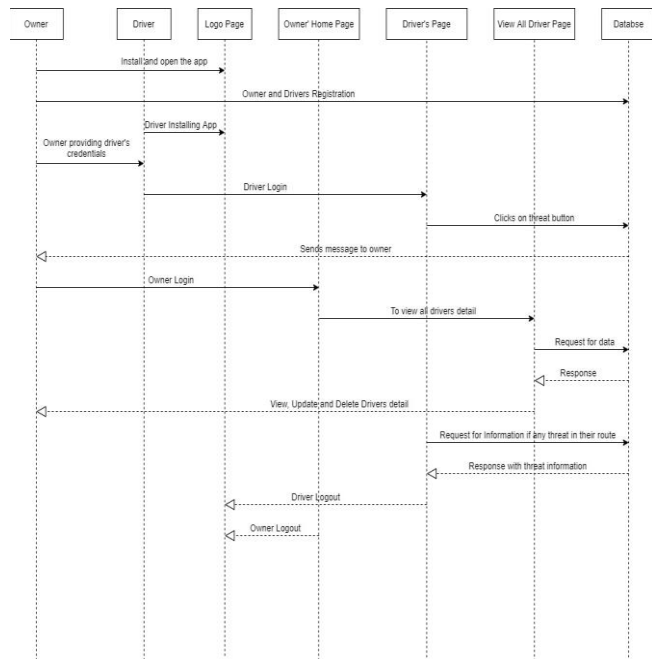 Owner
Driver
Logo Page
Owner' Home Page
Driver's Page
View All Driver Page
Databse
Install and open the app
Owner and Drivers Registration
Driver Installing App
Owner providing driver's
credentials
Driver Login
Clicks on threat button
Sends message to owner
Owner Login
To view all drivers detail
Request for data
Response
View, Update and Delete Drivers detail
Request for Information if any threat in their route
Response with threat information
Driver Logout
Owner Logout